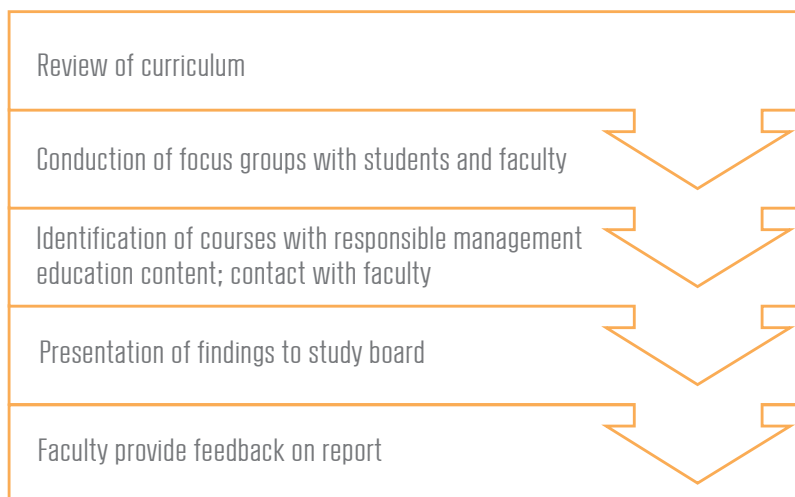 Review of curriculum
Conduction of focus groups with students and faculty
Identification of courses with responsible management
education content; contact with faculty
Presentation of findings to study board
Faculty provide feedback on report